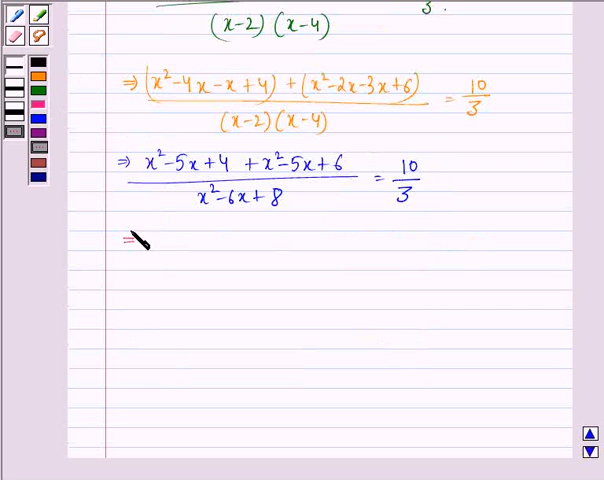 3.
(x-2) (x-4)
⇒ (x²-4x-x+4) + (x²-2x-3x+6) / (x-2)(x-4) = 10/3
⇒ x²-5x+4 + x²-5x+6 / x²-6x+8 = 10/3
=